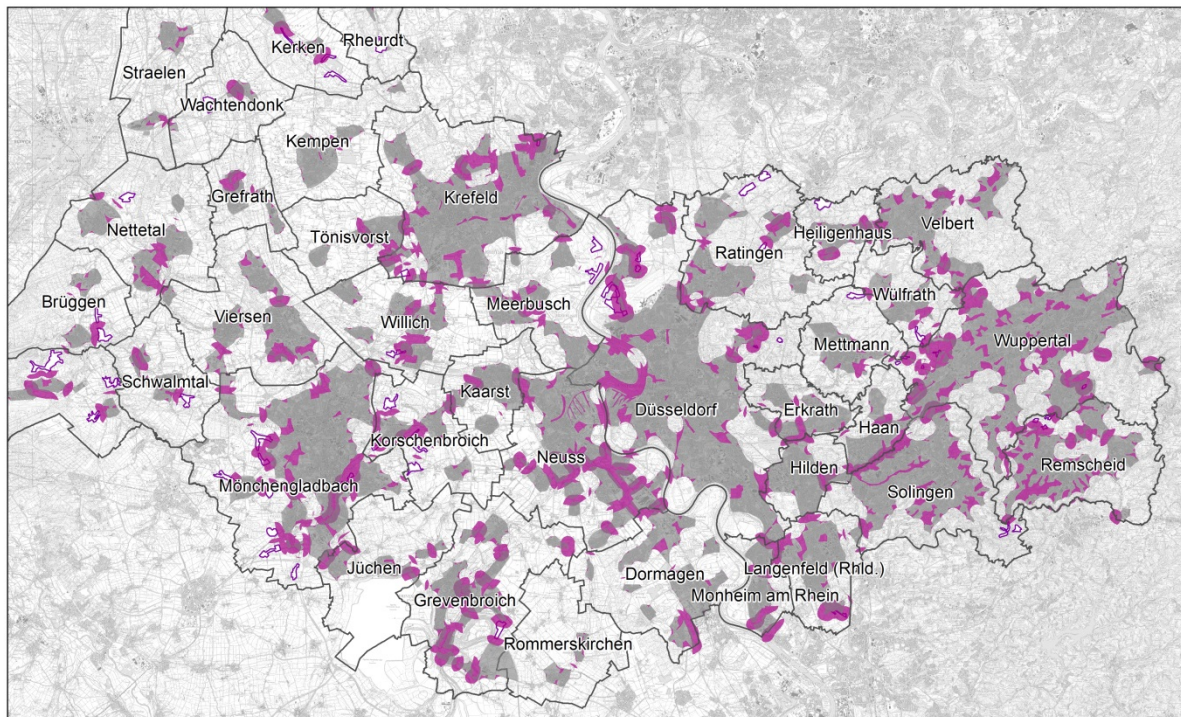 Kerken
Rheurdt
Straelen
Wachtendonk
Kempen
Grefrath
Krefeld
Nettetal
Tönisvorst
Ratingen
Heiligenhaus
Velbert
Brüggen
Viersen
Willich
Meerbusch
Wülfrath
Mettmann
Wuppertal
Schwalmtal
Kaarst
Düsseldorf
Erkrath
Haan
Korschenbroich
Neuss
Hilden
Remscheid
Mönchengladbach
Solingen
Jüchen
Dormagen
Langenfeld (Rhld.)
Grevenbroich
Monheim am Rhein
Rommerskirchen